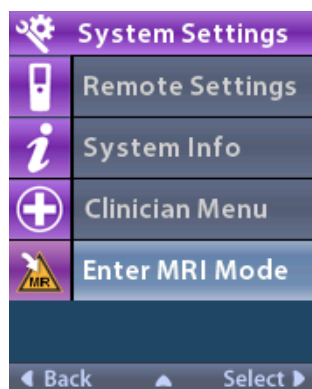 System Settings
Remote Settings
i System Info
Clinician Menu
MR Enter MRI Mode
Back Select